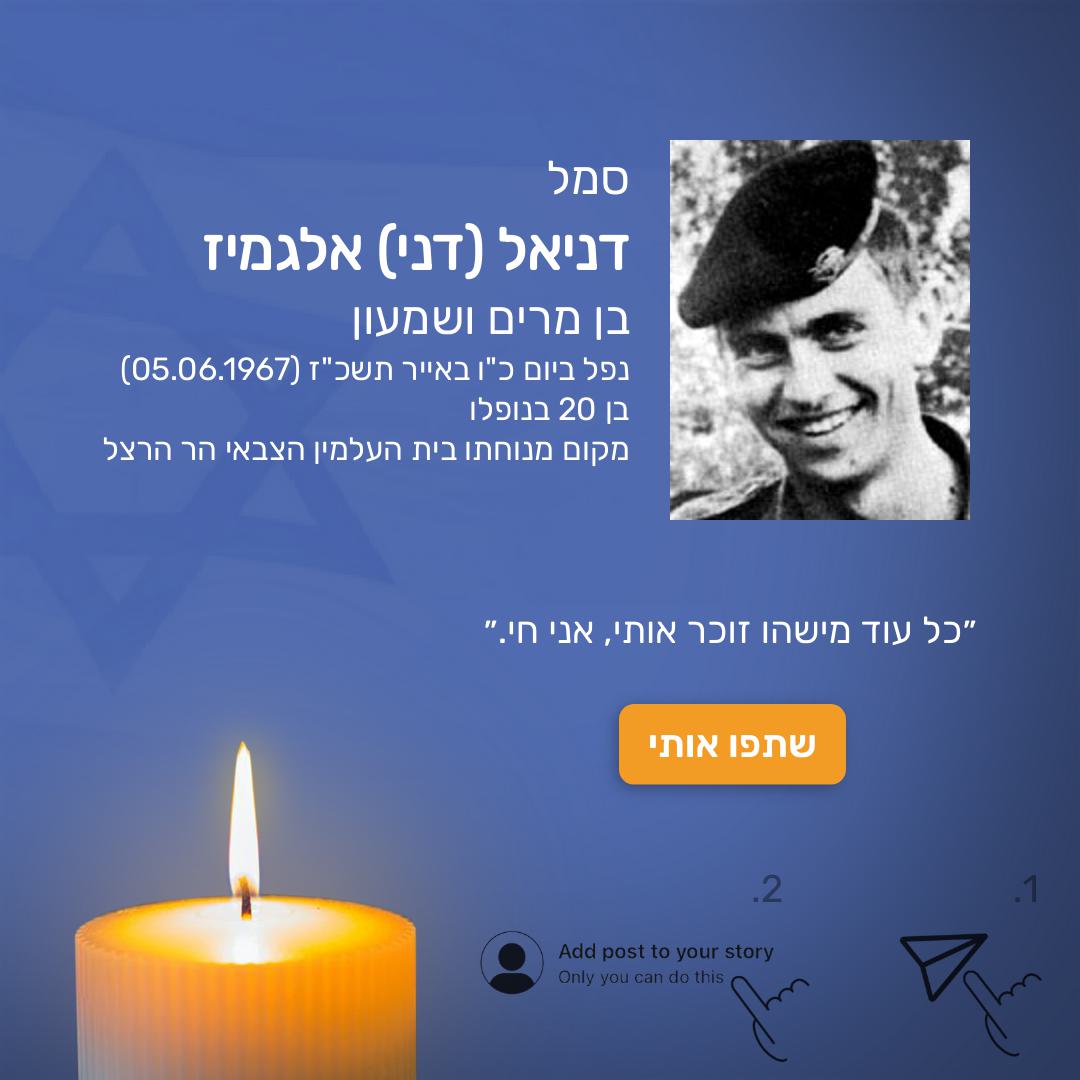 סמל
דניאל (דני) אלגמיז
בן מרים ושמעון
נפל ביום כ"ו באייר תשכ"ז (05.06.1967)
בן 20 בנופלו
מקום מנוחתו בית העלמין הצבאי הר הרצל
״כל עוד מישהו זוכר אותי, אני חי.״
שתפו אותי
.1
.2
Add post to your story
Only you can do this